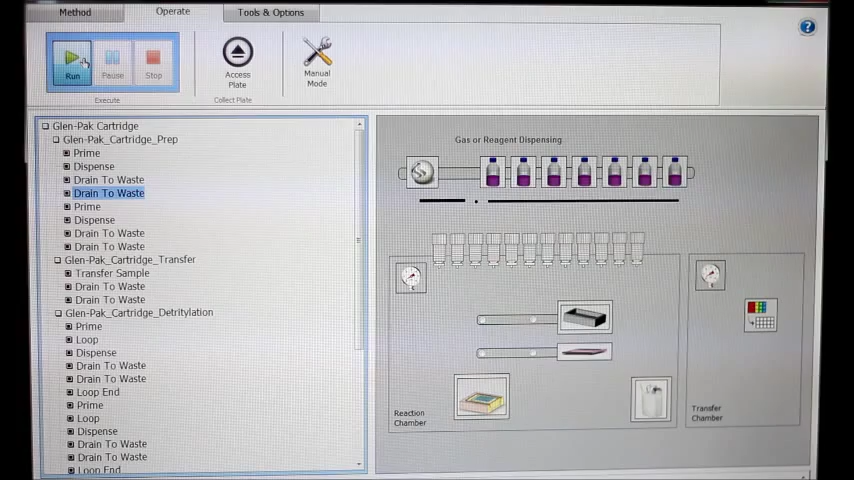 Method
Operate
Tools & Options
?
Run
Pause
Stop
Access
Plate
Manual
Mode
Execute
Collect Plate
Glen-Pak Cartridge
Glen-Pak_Cartridge_Prep
Prime
Dispense
Drain To Waste
Drain To Waste
Prime
Dispense
Drain To Waste
Drain To Waste
Glen-Pak_Cartridge_Transfer
Transfer Sample
Drain To Waste
Drain To Waste
Glen-Pak_Cartridge_Detritylation
Prime
Loop
Dispense
Drain To Waste
Drain To Waste
Loop End
Prime
Loop
Dispense
Drain To Waste
Drain To Waste
Loop End
Gas or Reagent Dispensing
Reaction
Chamber
Transfer
Chamber